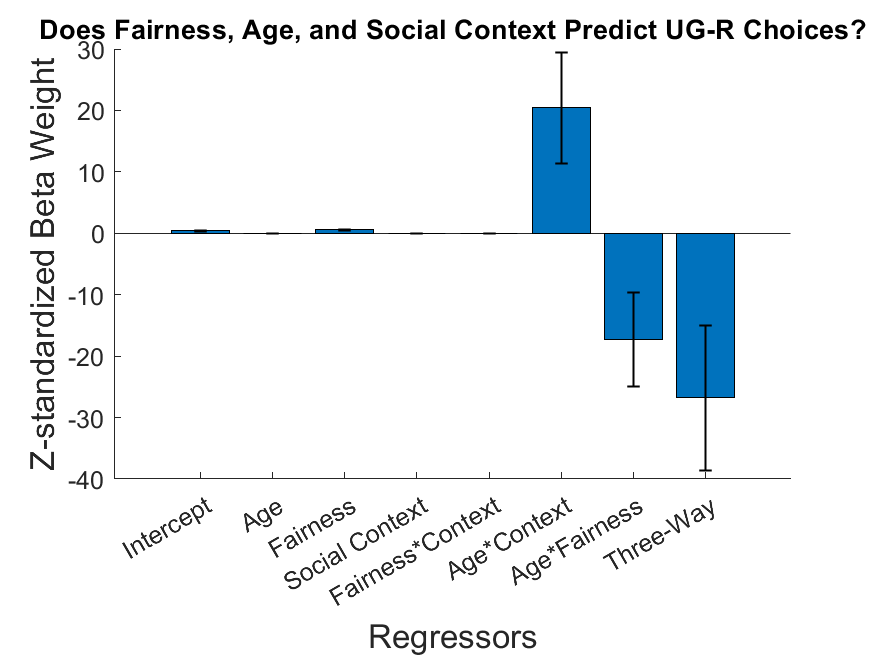 Does Fairness, Age, and Social Context Predict UG-R Choices?
Z-standardized Beta Weight
30
20
10
0
-10
-20
-30
-40
Intercept
Age
Fairness
Social Context
Fairness*Context
Age*Context
Age*Fairness
Three-Way
Regressors